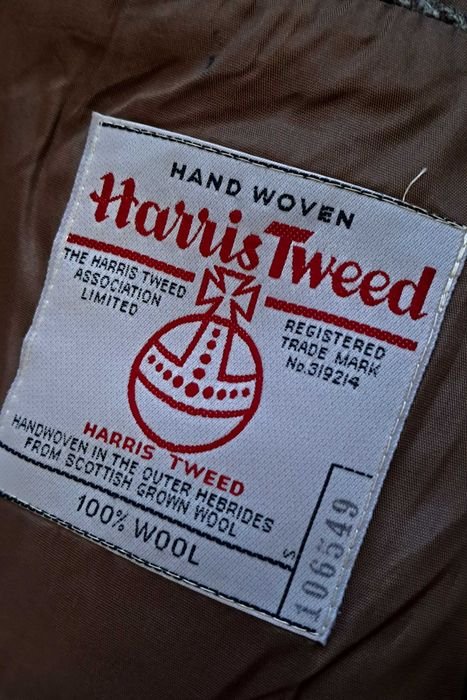 HAND WOVEN
Harris Tweed
THE HARRIS TWEED
ASSOCIATION
LIMITED
REGISTERED
TRADE MARK
No.319214
HARRIS TWEED
HANDWOVEN IN THE OUTER HEBRIDES
FROM SCOTTISH GROWN WOOL
100% WOOL
S
106549